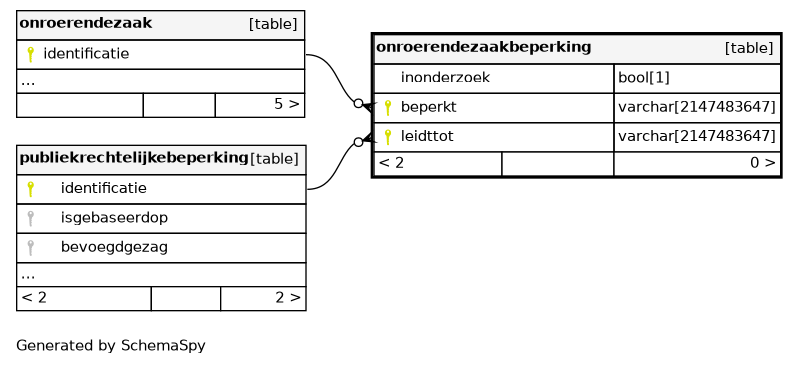 onroerendezaak [table]
identificatie
...
5 >
onroerendezaakbeperking [table]
inonderzoek bool[1]
beperkt varchar[2147483647]
leidttot varchar[2147483647]
< 2 0 >
publiekrechtelijkebeperking [table]
identificatie
isgebaseerdop
bevoegdgezag
...
< 2 2 >
Generated by SchemaSpy